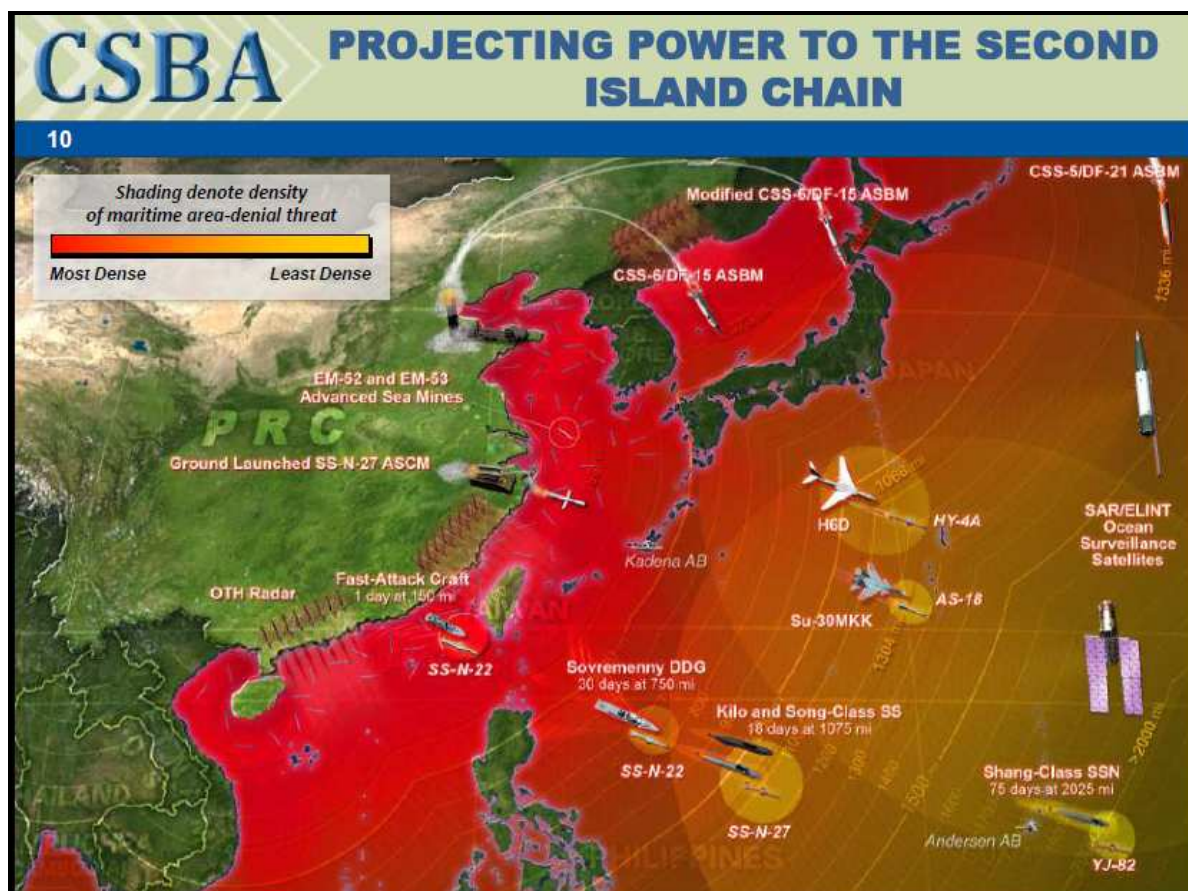 CSBA
PROJECTING POWER TO THE SECOND
ISLAND CHAIN
10
Shading denote density
of maritime area-denial threat
Most Dense
Least Dense
Modified CSS-6/DF-15 ASBM
CSS-5/DF-21 ASBM
CSS-6/DF-15 ASBM
1336 mi
EM-52 and EM-53
Advanced Sea Mines
JAPAN
PRC
Ground Launched SS-N-27 ASCM
1068 mi
H6D
HY-4A
SAR/ELINT
Ocean
Surveillance
Satellites
Kadena AB
Fast-Attack Craft
1 day at 150 mi
OTH Radar
TAIWAN
AS-18
Su-30MKK
1304
SS-N-22
Sovremenny DDG
30 days at 750 mi
Kilo and Song-Class SS
18 days at 1075 mi
SS-N-22
>2000 mi
Shang-Class SSN
75 days at 2025 mi
1500
SS-N-27
Anderson AB
PHILIPPINES
YJ-82